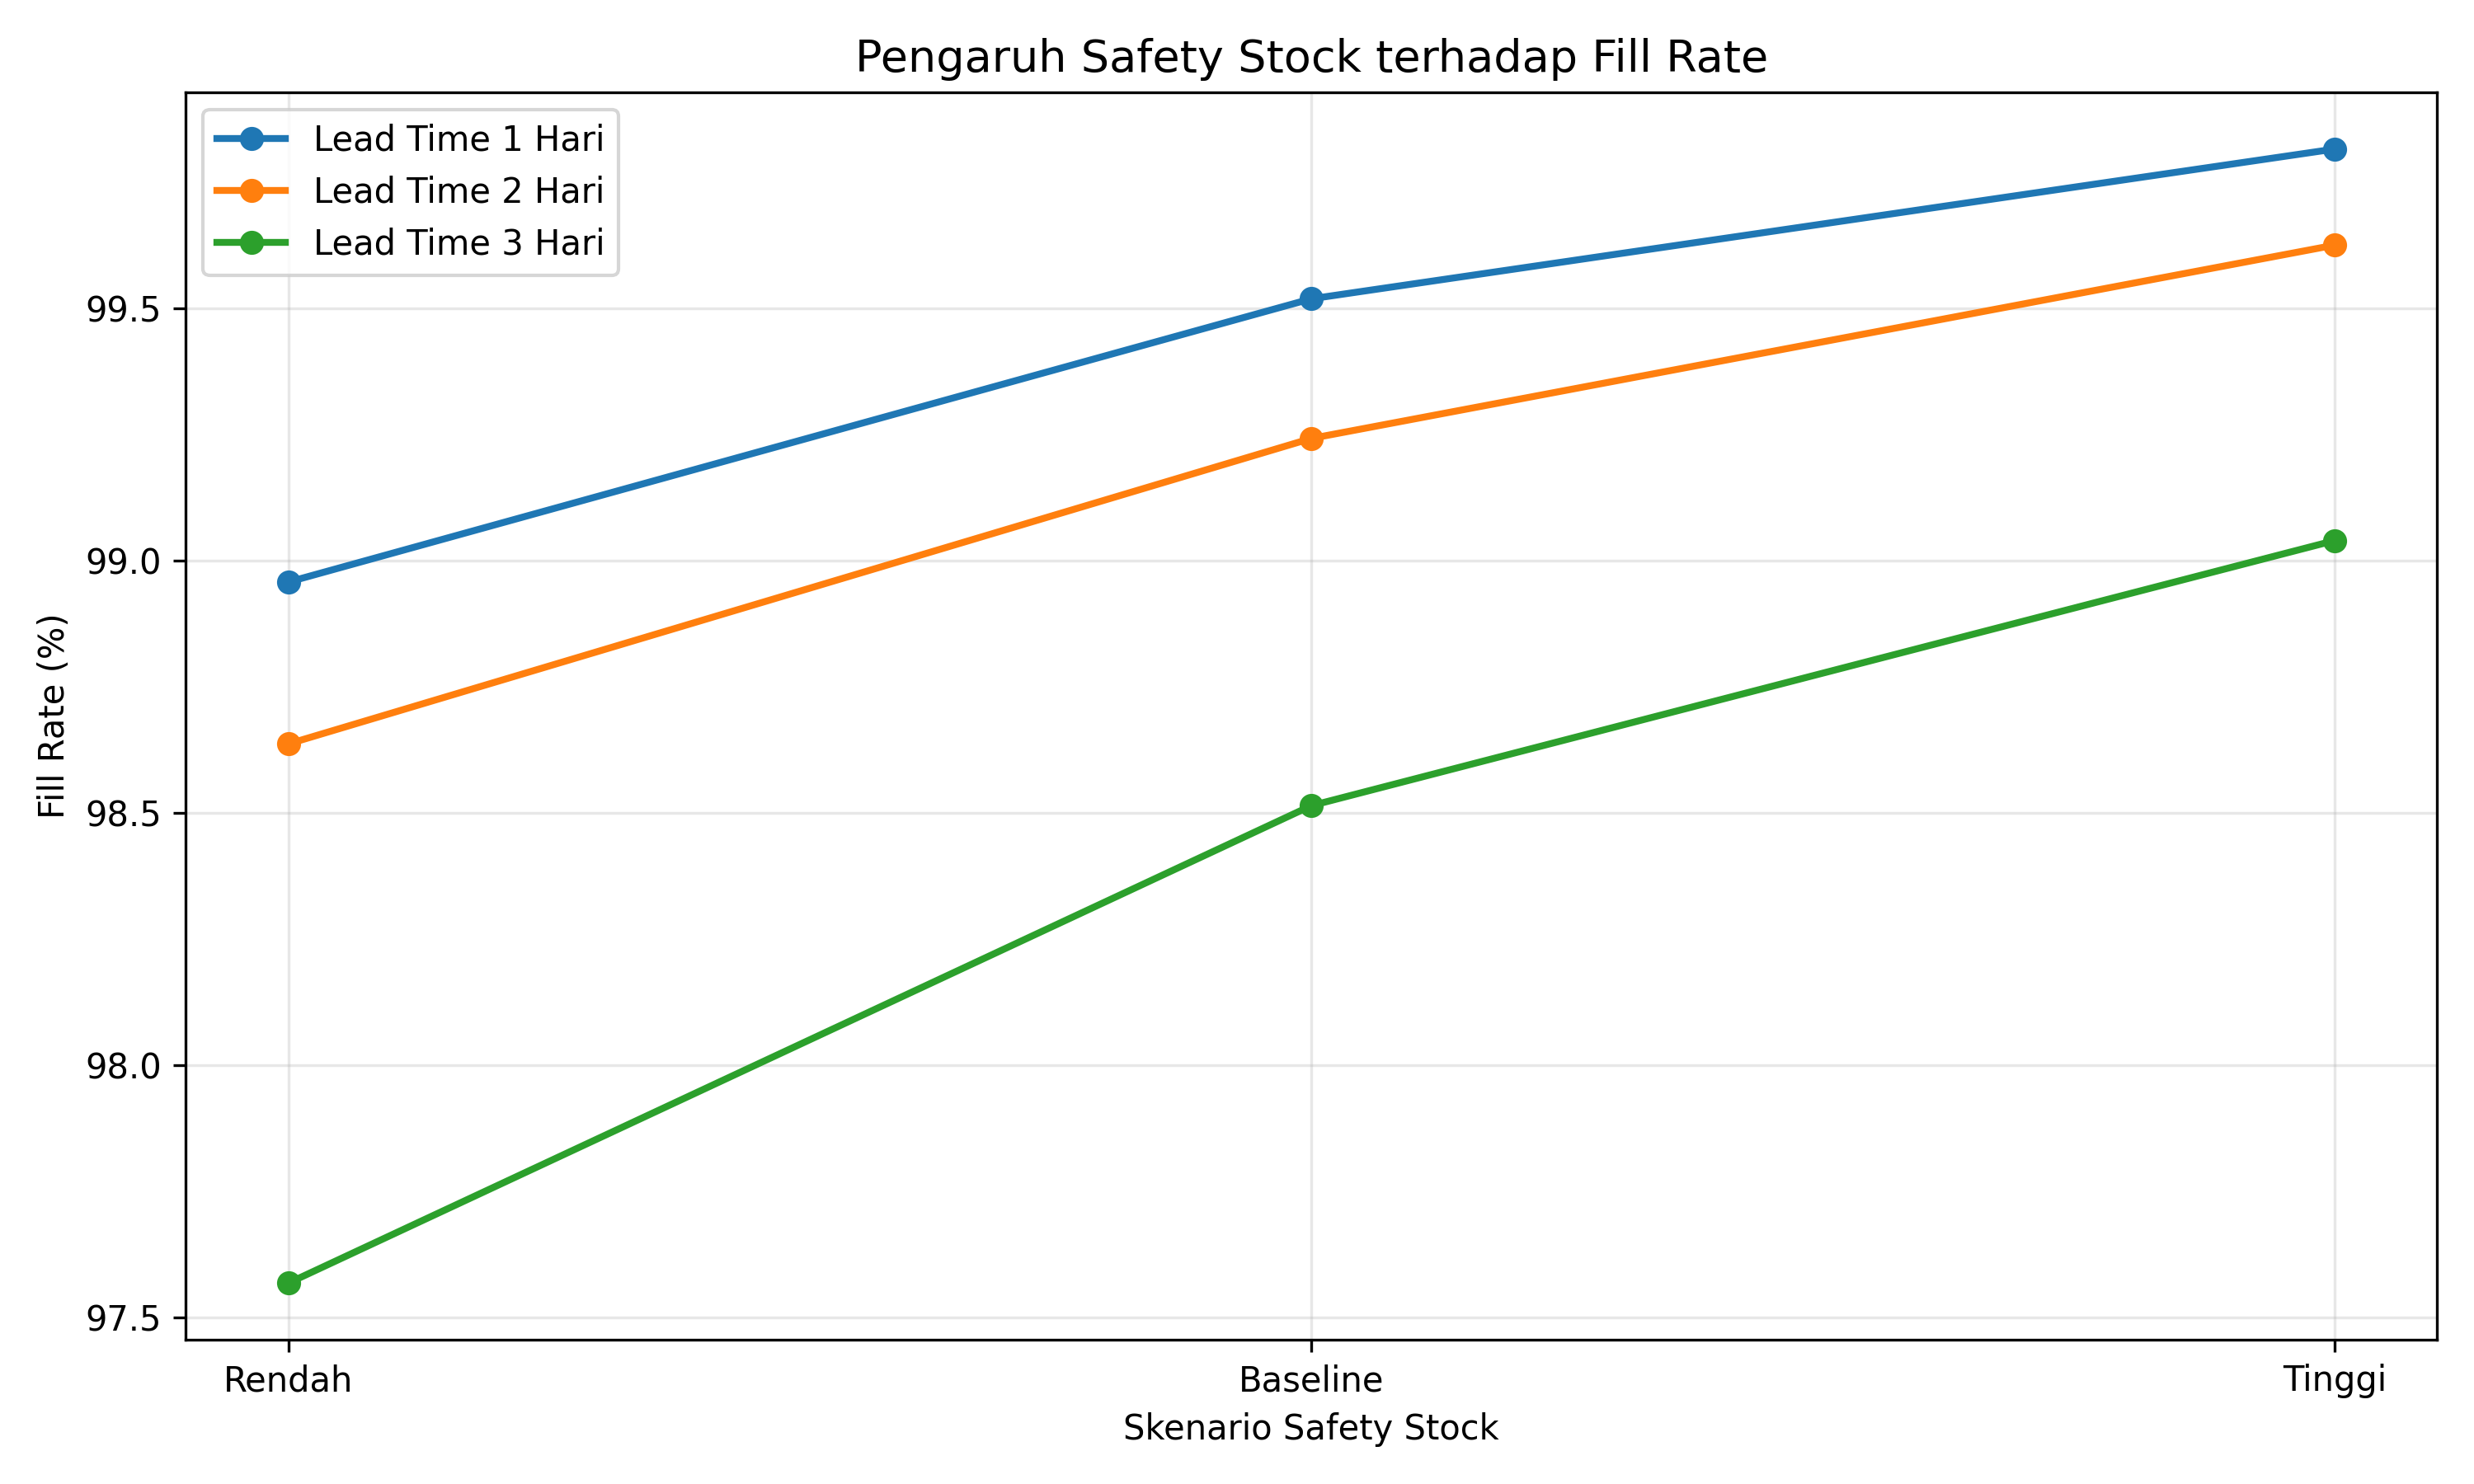 Pengaruh Safety Stock terhadap Fill Rate
Lead Time 1 Hari
Lead Time 2 Hari
Lead Time 3 Hari
Fill Rate (%)
99.5
99.0
98.5
98.0
97.5
Rendah
Baseline
Tinggi
Skenario Safety Stock